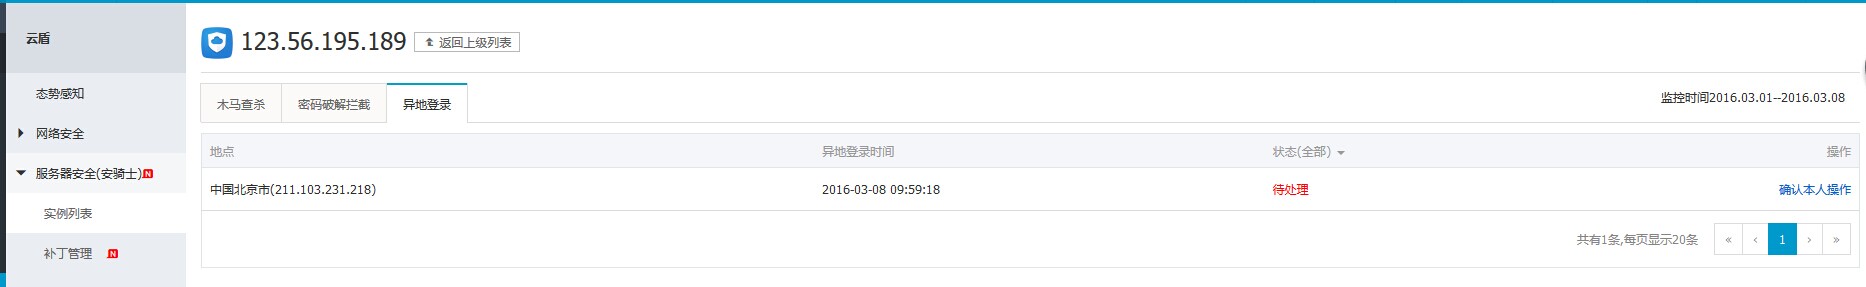 云盾
态势感知
网络安全
服务器安全(安骑士)N
实例列表
补丁管理 N
123.56.195.189 返回上级列表
木马查杀 密码破解拦截 异地登录 监控时间2016.03.01--2016.03.08
地点 异地登录时间 状态(全部) 操作
中国北京市(211.103.231.218) 2016-03-08 09:59:18 待处理 确认本人操作
共有1条,每页显示20条 « ‹ 1 › »